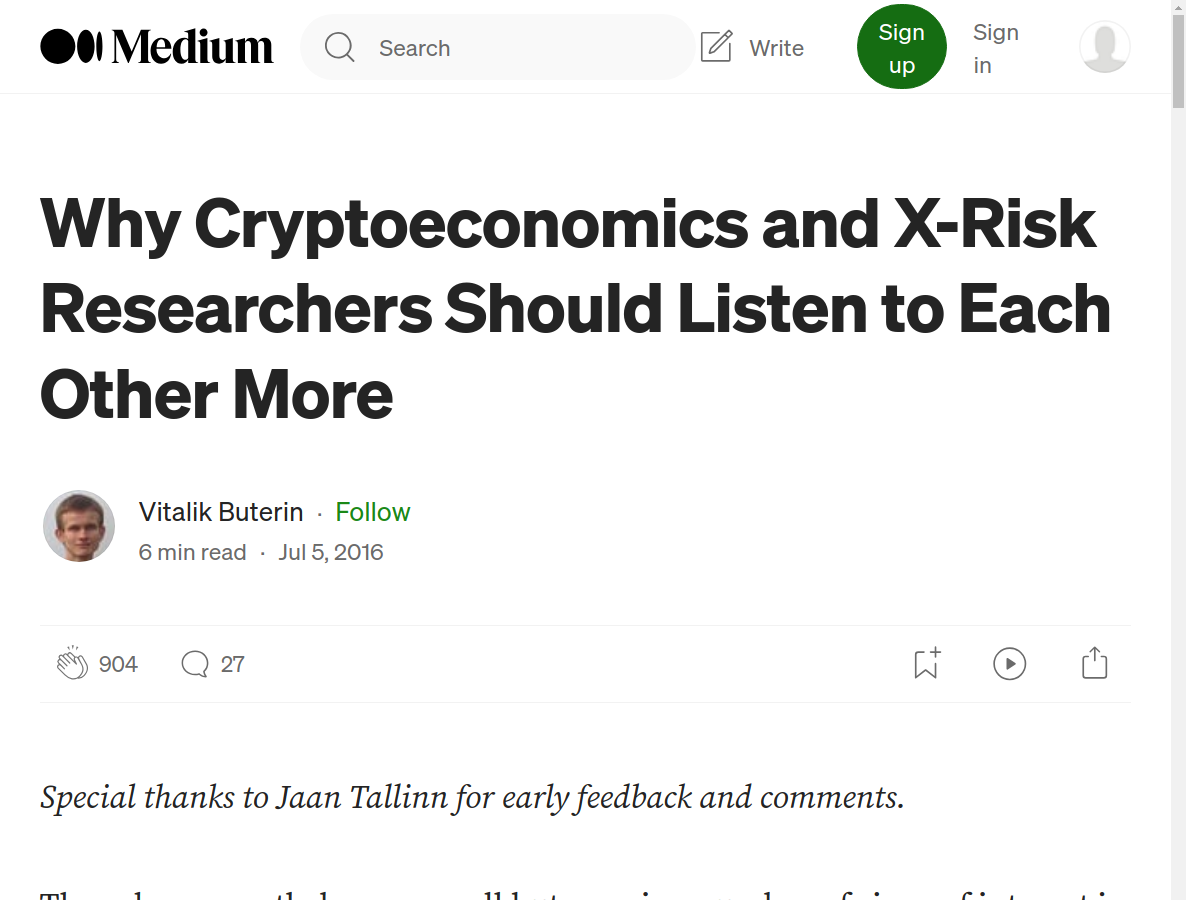 Medium
Search
Write
Sign up
Sign in
Why Cryptoeconomics and X-Risk
Researchers Should Listen to Each
Other More
Vitalik Buterin · Follow
6 min read · Jul 5, 2016
904
27
Special thanks to Jaan Tallinn for early feedback and comments.